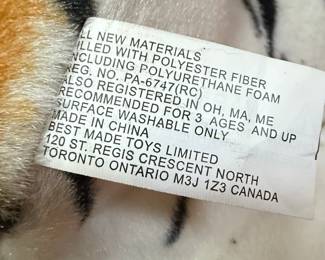 LL NEW MATERIALS
ILLED WITH POLYESTER FIBER
INCLUDING POLYURETHANE FOAM
REG. NO. PA-6747(RC)
ALSO REGISTERED IN OH, MA, ME
RECOMMENDED FOR 3 AGES AND UP
SURFACE WASHABLE ONLY
MADE IN CHINA
BEST MADE TOYS LIMITED
120 ST. REGIS CRESCENT NORTH
TORONTO ONTARIO M3J 1Z3 CANADA